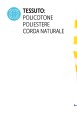 TESSUTO:
POLICOTONE
POLIESTERE
CORDA NATURALE